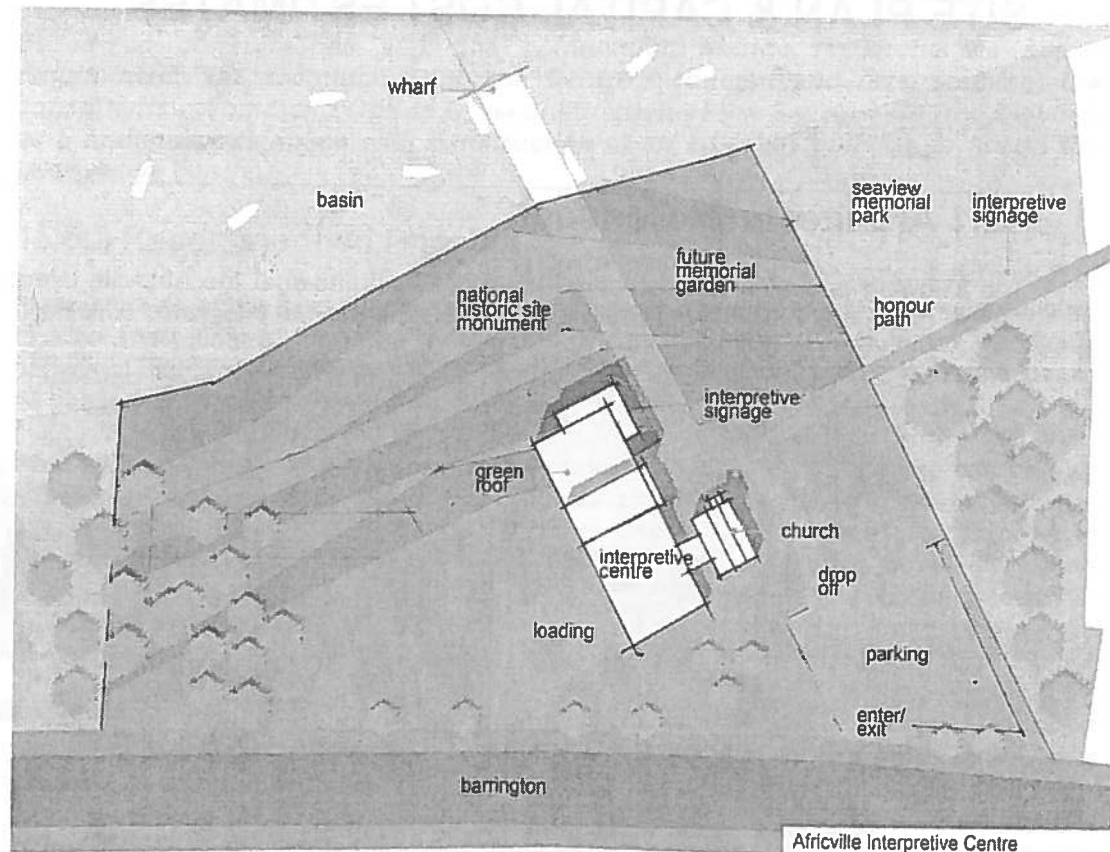 wharf
basin
seaview
memorial
park
interpretive
signage
future
memorial
garden
national
historic site
monument
honour
path
interpretive
signage
green
roof
church
interpretive
centre
drop
off
loading
parking
enter/
exit
barrington
Africville Interpretive Centre